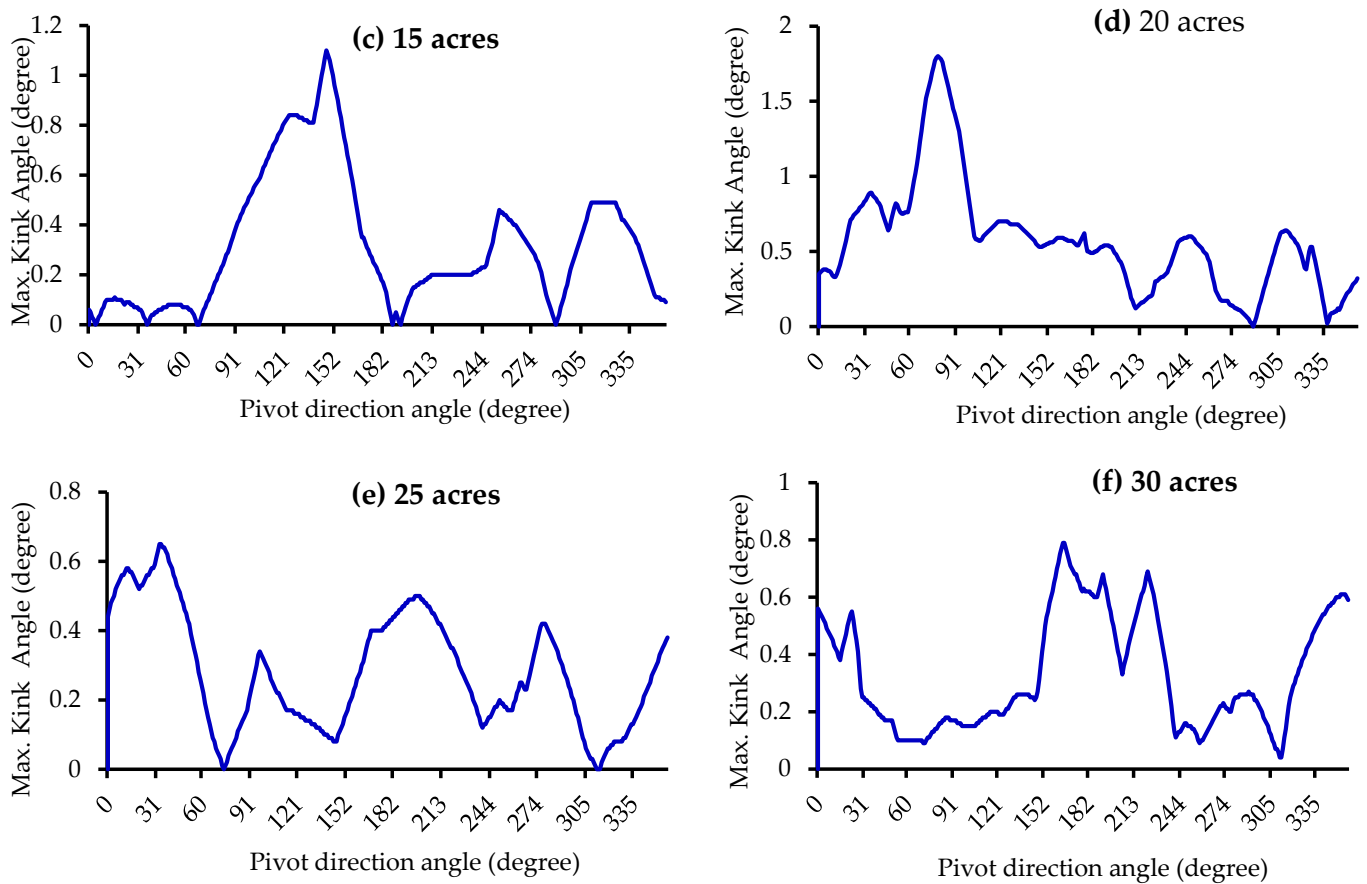 (c) 15 acres
Max. Kink Angle (degree)
1.2
1
0.8
0.6
0.4
0.2
0
0 31 60 91 121 152 182 213 244 274 305 335
Pivot direction angle (degree)
(d) 20 acres
Max. Kink Angle (degree)
2
1.5
1
0.5
0
0 31 60 91 121 152 182 213 244 274 305 335
Pivot direction angle (degree)
(e) 25 acres
Max. Kink Angle (degree)
0.8
0.6
0.4
0.2
0
0 31 60 91 121 152 182 213 244 274 305 335
Pivot direction angle (degree)
(f) 30 acres
Max. Kink Angle (degree)
1
0.8
0.6
0.4
0.2
0
0 31 60 91 121 152 182 213 244 274 305 335
Pivot direction angle (degree)